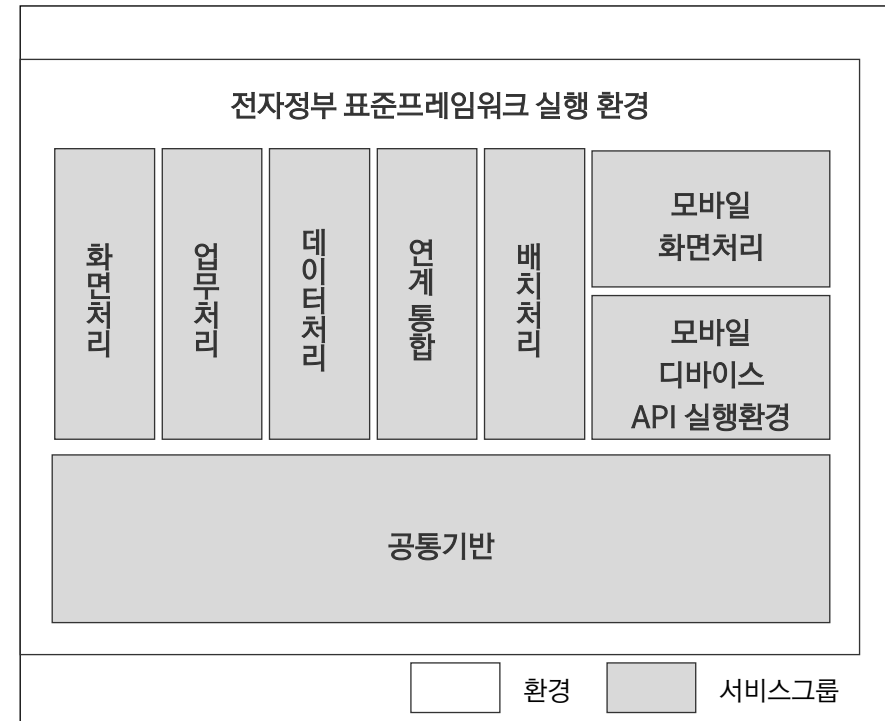 전자정부 표준프레임워크 실행 환경
화면처리
업무처리
데이터처리
연계통합
배치처리
모바일
화면처리
모바일
디바이스
API 실행환경
공통기반
환경
서비스그룹